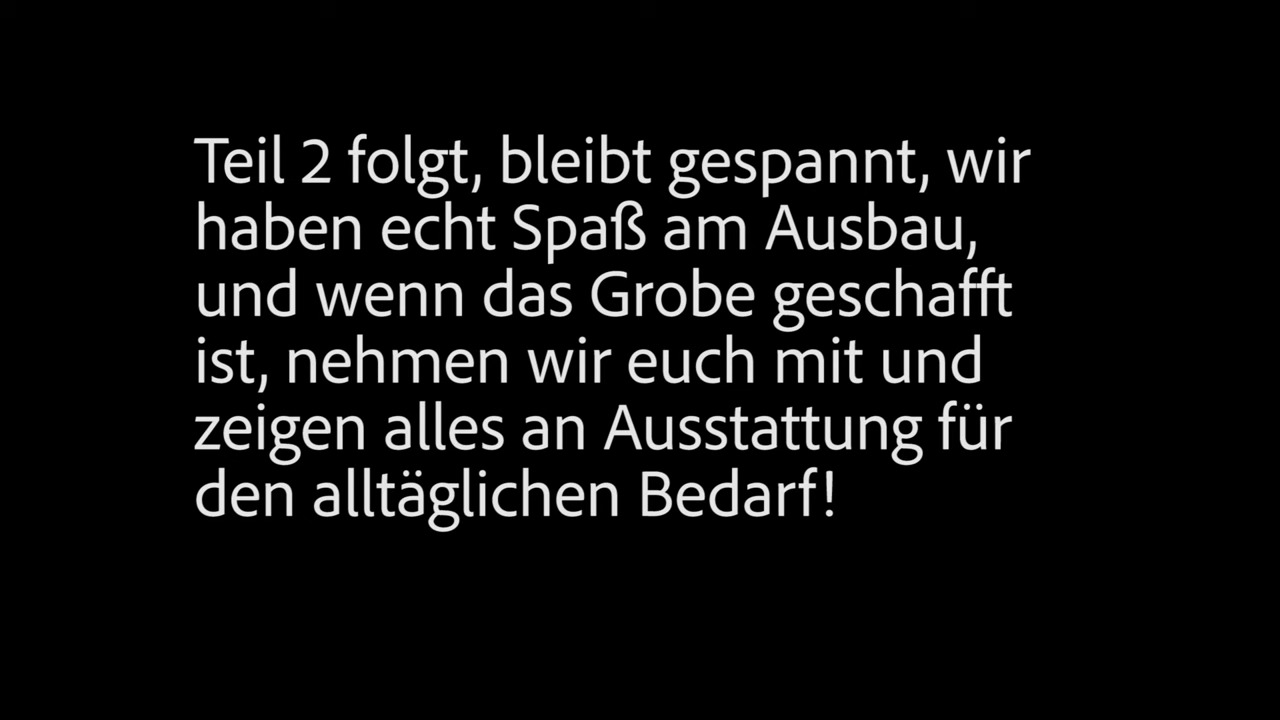 Teil 2 folgt, bleibt gespannt, wir
haben echt Spaß am Ausbau,
und wenn das Grobe geschafft
ist, nehmen wir euch mit und
zeigen alles an Ausstattung für
den alltäglichen Bedarf!